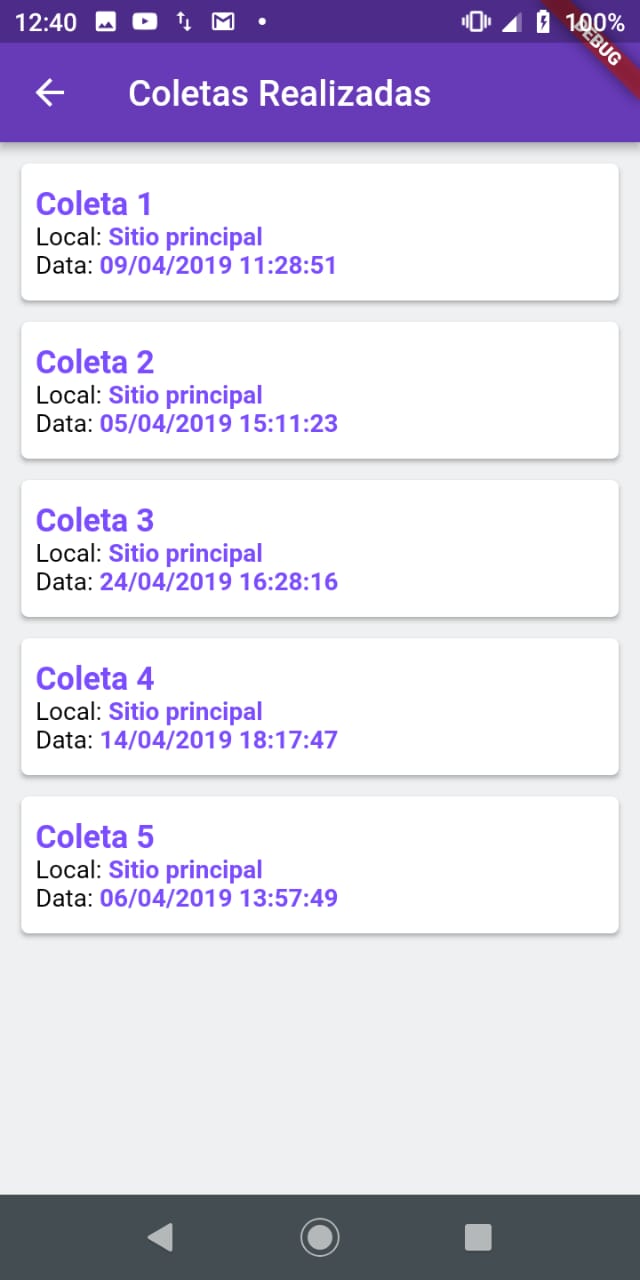 12:40 100%
DEBUG
Coletas Realizadas
Coleta 1
Local: Sitio principal
Data: 09/04/2019 11:28:51
Coleta 2
Local: Sitio principal
Data: 05/04/2019 15:11:23
Coleta 3
Local: Sitio principal
Data: 24/04/2019 16:28:16
Coleta 4
Local: Sitio principal
Data: 14/04/2019 18:17:47
Coleta 5
Local: Sitio principal
Data: 06/04/2019 13:57:49